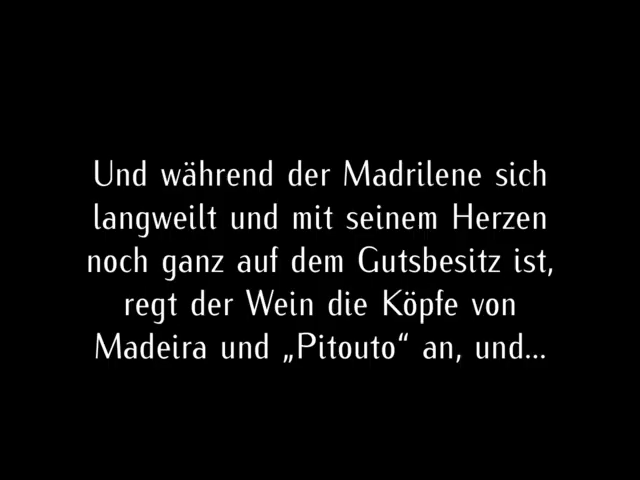 Und während der Madrilene sich
langweilt und mit seinem Herzen
noch ganz auf dem Gutsbesitz ist,
regt der Wein die Köpfe von
Madeira und „Pitouto“ an, und...